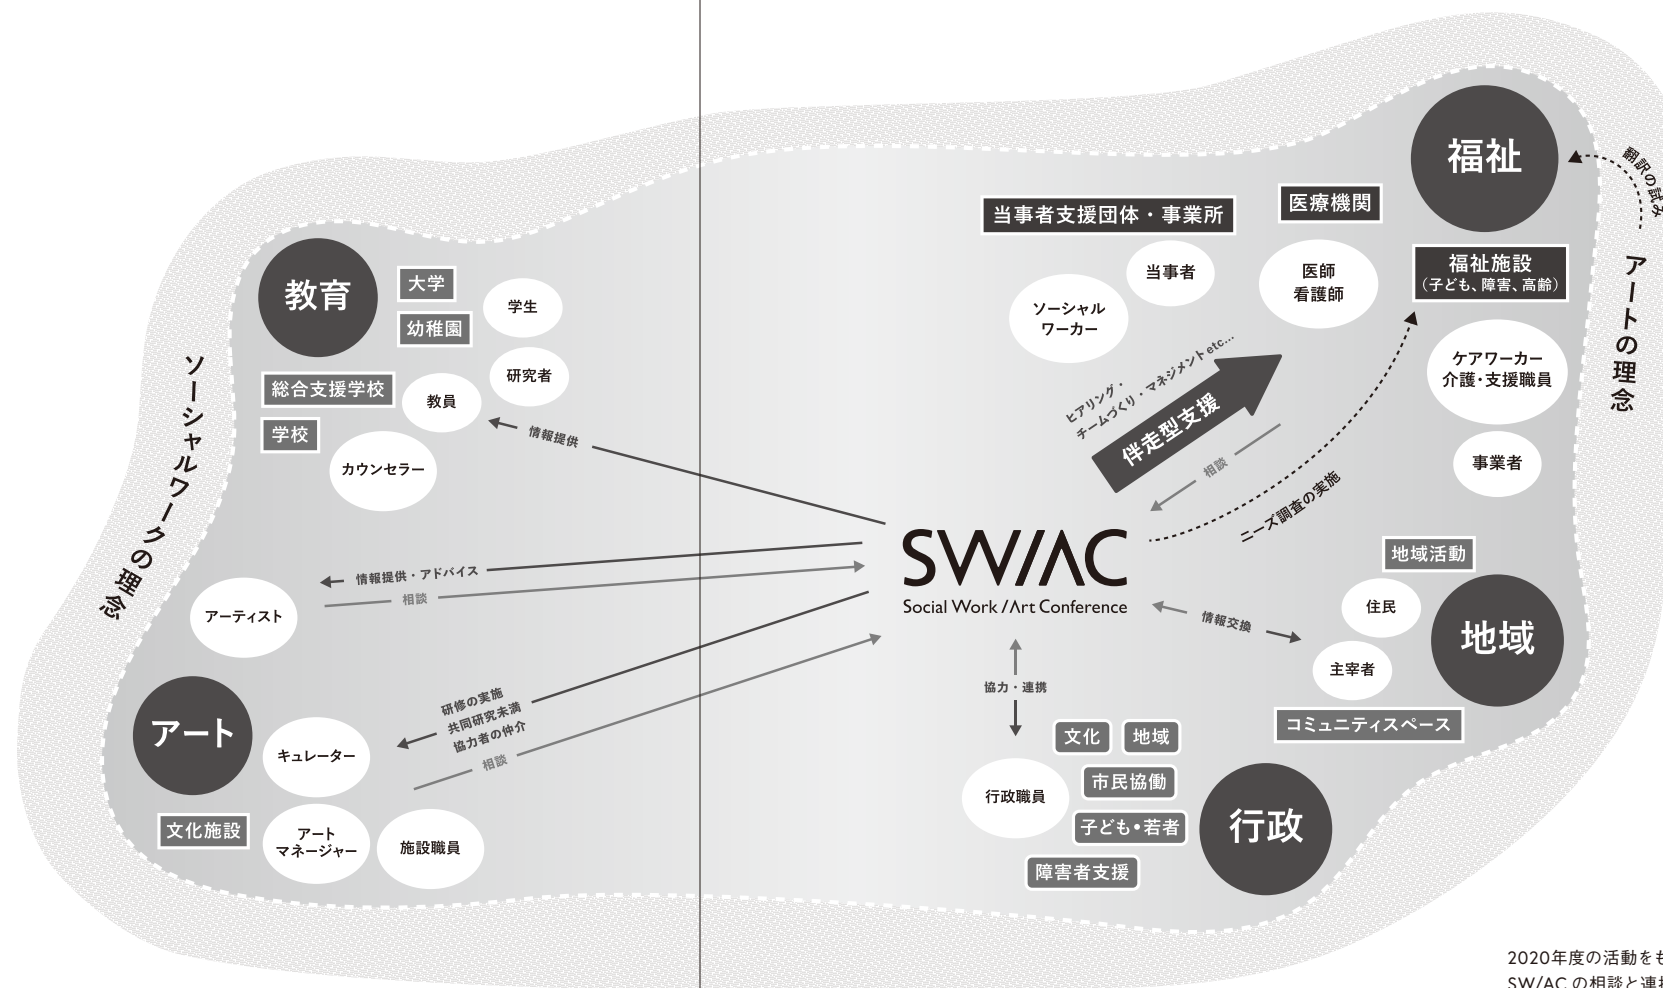 教育
大学
幼稚園
総合支援学校
学校
学生
研究者
教員
カウンセラー
ソーシャルワークの理念
情報提供
情報提供・アドバイス
相談
アーティスト
アート
キュレーター
文化施設
アート
マネージャー
施設職員
研修の実施
共同研究未満
協力者の仲介
相談
SW/AC
Social Work / Art Conference
当事者支援団体・事業所
医療機関
福祉
翻訳の試み
アートの理念
当事者
ソーシャル
ワーカー
医師
看護師
福祉施設
（子ども、障害、高齢）
ケアワーカー
介護・支援職員
事業者
ヒアリング・
チームづくり・マネジメントetc...
伴走型支援
相談
ニーズ調査の実施
地域活動
住民
地域
主宰者
コミュニティスペース
情報交換
協力・連携
文化
地域
市民協働
子ども・若者
障害者支援
行政職員
行政
2020年度の活動をも
SW/AC の相談と連携